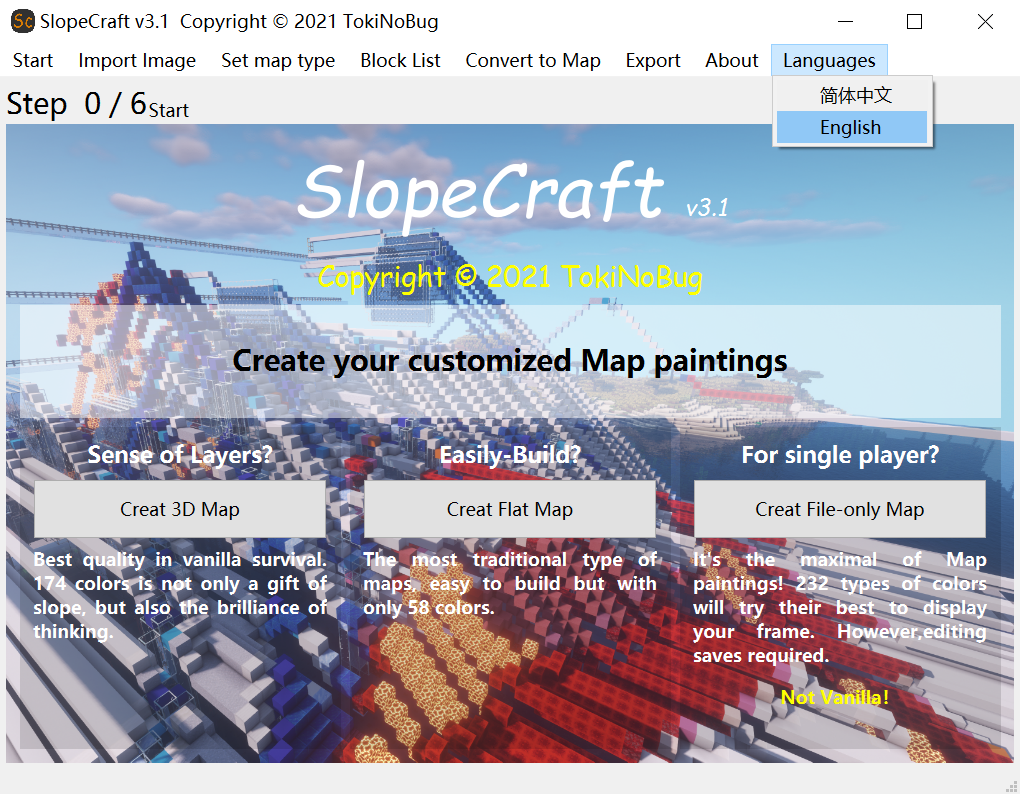 SlopeCraft v3.1 Copyright © 2021 TokiNoBug
Start Import Image Set map type Block List Convert to Map Export About Languages
简体中文
English
Step 0 / 6 Start
SlopeCraft v3.1
Copyright © 2021 TokiNoBug
Create your customized Map paintings
Sense of Layers?
Creat 3D Map
Best quality in vanilla survival.
174 colors is not only a gift of
slope, but also the brilliance of
thinking.
Easily-Build?
Creat Flat Map
The most traditional type of
maps, easy to build but with
only 58 colors.
For single player?
Creat File-only Map
It's the maximal of Map
paintings! 232 types of colors
will try their best to display
your frame. However,editing
saves required.
Not Vanilla!